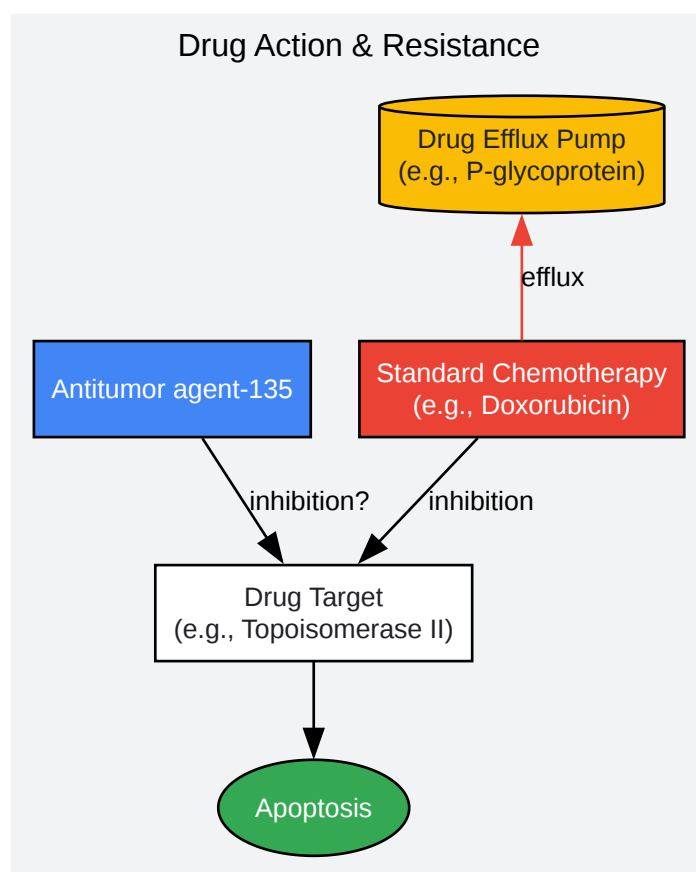 Drug Action & Resistance
Drug Efflux Pump
(e.g., P-glycoprotein)
efflux
Antitumor agent-135
Standard Chemotherapy
(e.g., Doxorubicin)
inhibition?
inhibition
Drug Target
(e.g., Topoisomerase II)
Apoptosis